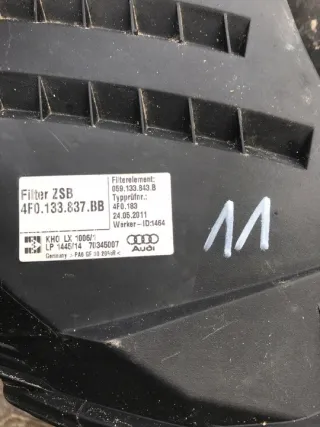 Filter ZSB
4F0.133.837.BB
Filterelement:
059.133.843.B
Typprüfnr.:
4F0.183
24.05.2011
Werker-ID:1464
KHO LX 1006/1
LP 1445/14 70345007
Audi
Germany
11